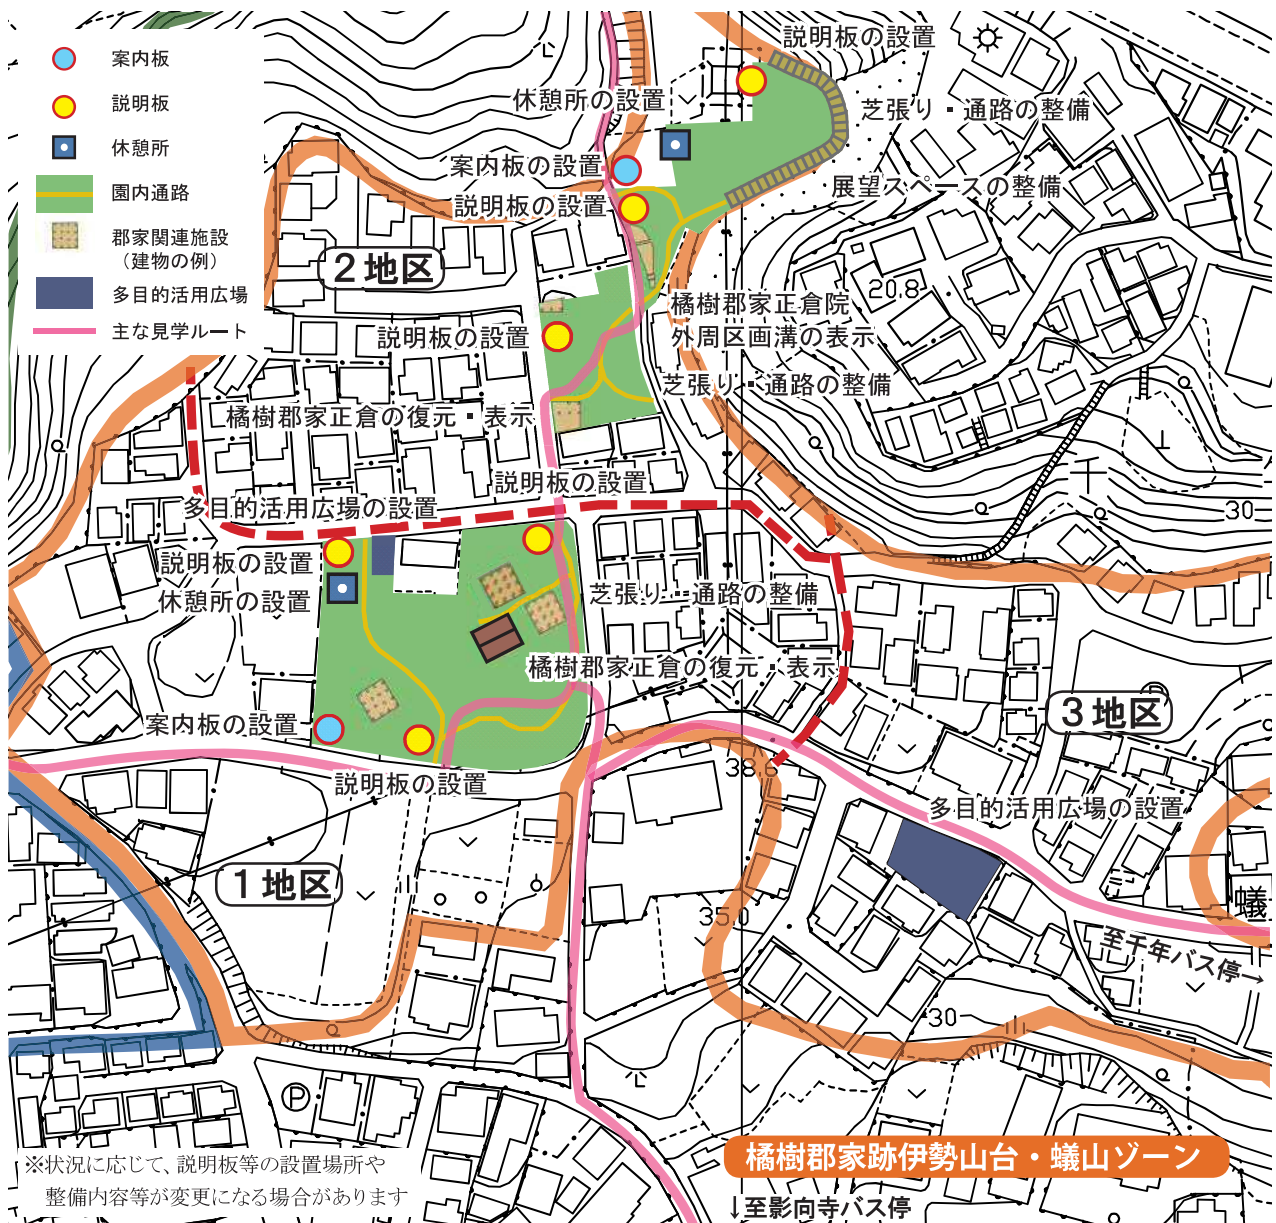 案内板
説明板
休憩所
園内通路
郡家関連施設
（建物の例）
多目的活用広場
主な見学ルート
説明板の設置
休憩所の設置
芝張り・通路の整備
案内板の設置
展望スペースの整備
説明板の設置
2地区
20.8
橘樹郡家正倉院
外周区画溝の表示
説明板の設置
芝張り・通路の整備
橘樹郡家正倉の復元・表示
説明板の設置
多目的活用広場の設置
30
説明板の設置
休憩所の設置
芝張り・通路の整備
橘樹郡家正倉の復元・表示
案内板の設置
3地区
P
38.6
説明板の設置
多目的活用広場の設置
1地区
35.0
蟻
至千年バス停→
30
P
橘樹郡家跡伊勢山台・蟻山ゾーン
※状況に応じて、説明板等の設置場所や
整備内容等が変更になる場合があります
↓至影向寺バス停